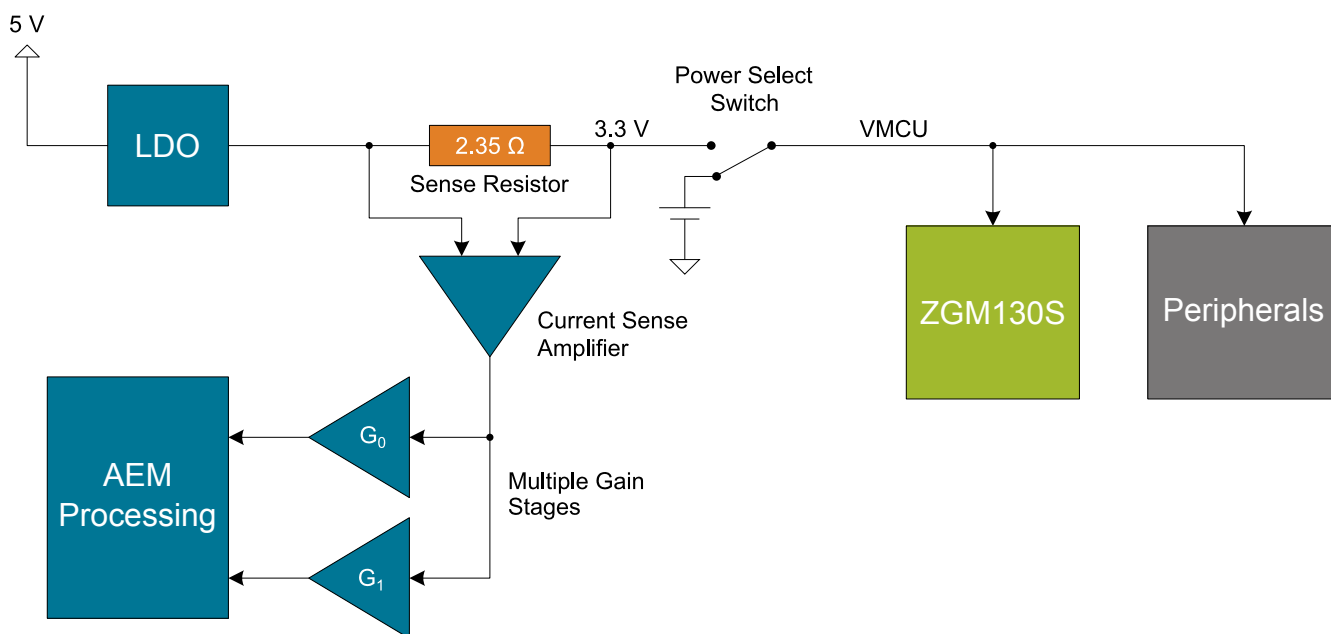 5 V
LDO
2.35 Ω
Sense Resistor
3.3 V
Power Select
Switch
VMCU
ZGM130S
Peripherals
Current Sense
Amplifier
AEM
Processing
G₀
Multiple Gain
Stages
G₁